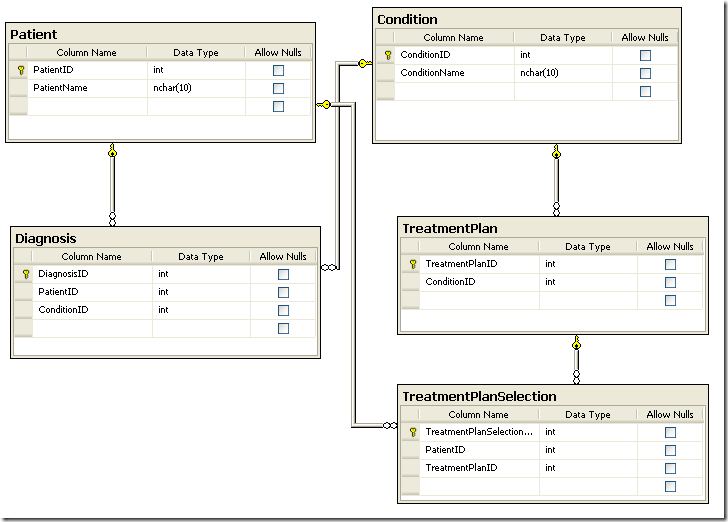 Patient
Column Name Data Type Allow Nulls
PatientID int
PatientName nchar(10)
Condition
Column Name Data Type Allow Nulls
ConditionID int
ConditionName nchar(10)
Diagnosis
Column Name Data Type Allow Nulls
DiagnosisID int
PatientID int
ConditionID int
TreatmentPlan
Column Name Data Type Allow Nulls
TreatmentPlanID int
ConditionID int
TreatmentPlanSelection
Column Name Data Type Allow Nulls
TreatmentPlanSelection... int
PatientID int
TreatmentPlanID int